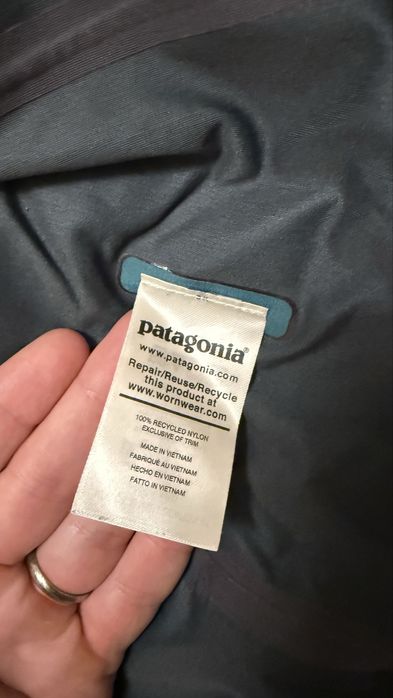 patagonia®
www.patagonia.com
Repair/Reuse/Recycle
this product at
www.wornwear.com
100% RECYCLED NYLON
EXCLUSIVE OF TRIM
MADE IN VIETNAM
FABRIQUÉ AU VIETNAM
HECHO EN VIETNAM
FATTO IN VIETNAM